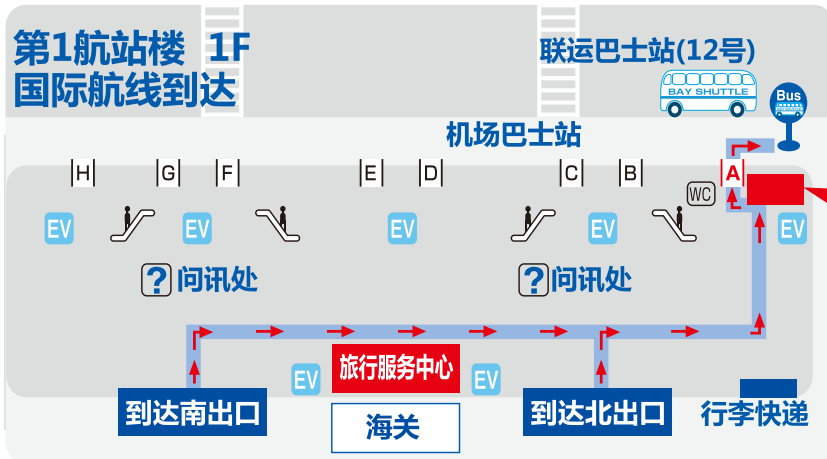 第1航站楼 1F
国际航线到达
联运巴士站(12号)
BAY SHUTTLE
Bus
机场巴士站
H G F E D C B A
WC
EV EV EV EV EV
?问讯处 ?问讯处
旅行服务中心
EV EV
到达南出口 到达北出口 行李快递
海关